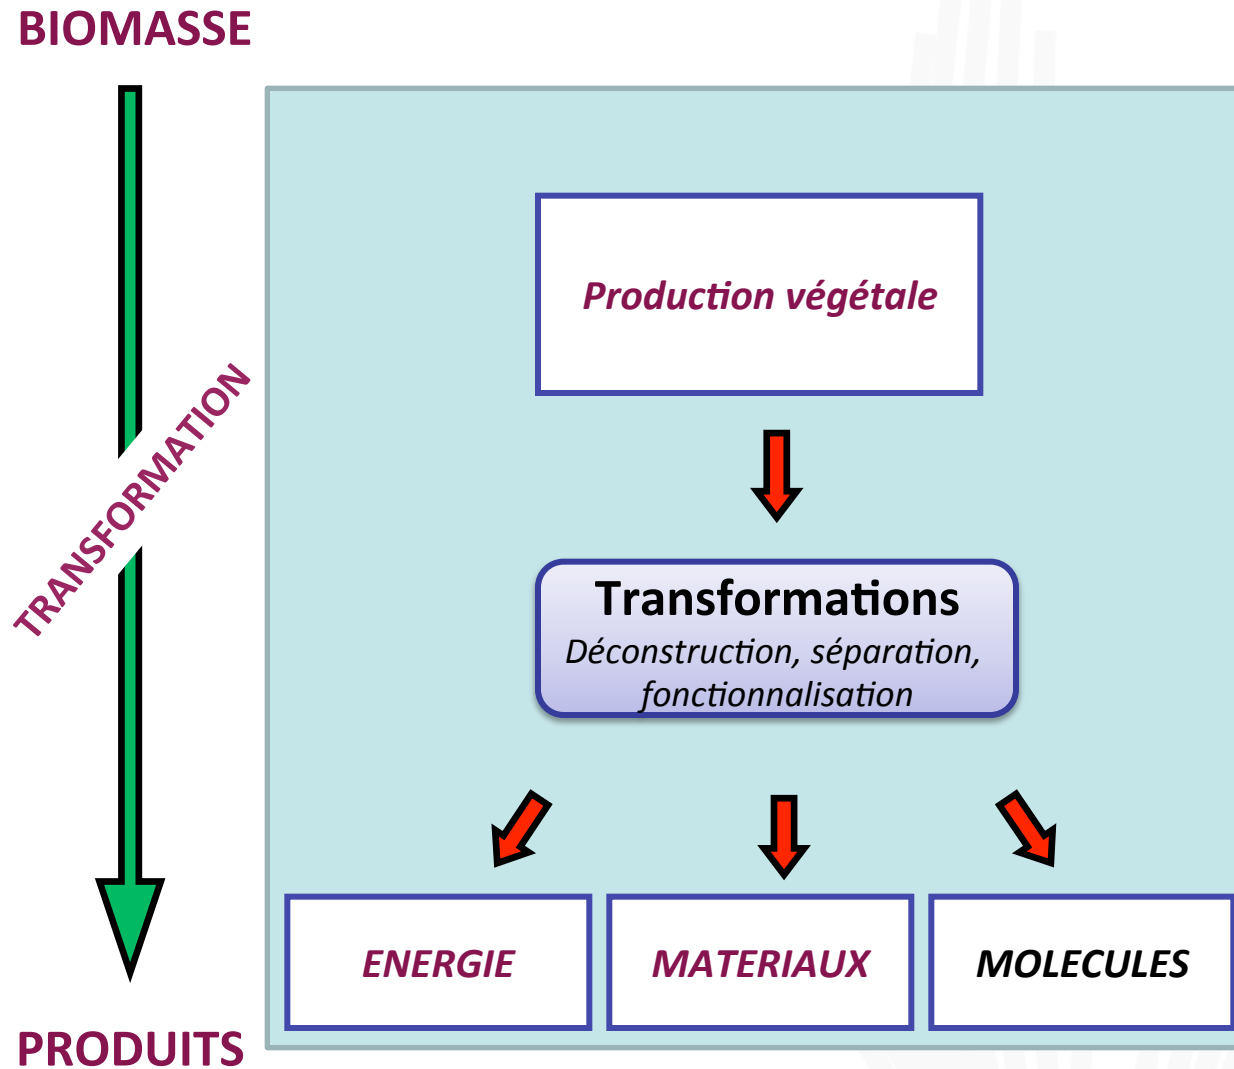 BIOMASSE
Production végétale
TRANSFORMATION
Transformations
Déconstruction, séparation,
fonctionnalisation
ENERGIE
MATERIAUX
MOLECULES
PRODUITS